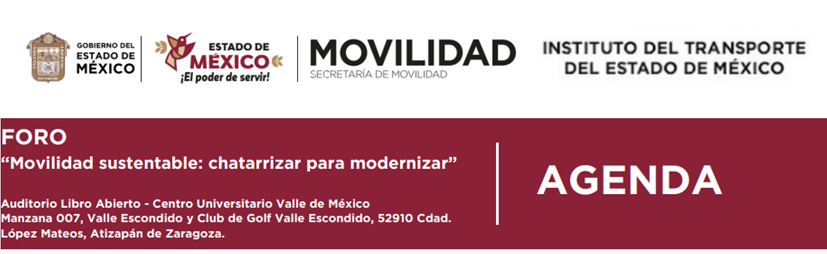 GOBIERNO DEL
ESTADO DE
MÉXICO
ESTADO DE
MÉXICO
¡El poder de servir!
MOVILIDAD
SECRETARÍA DE MOVILIDAD
INSTITUTO DEL TRANSPORTE
DEL ESTADO DE MÉXICO
FORO
“Movilidad sustentable: chatarrizar para modernizar”
Auditorio Libro Abierto - Centro Universitario Valle de México
Manzana 007, Valle Escondido y Club de Golf Valle Escondido, 52910 Cdad.
López Mateos, Atizapán de Zaragoza.
AGENDA